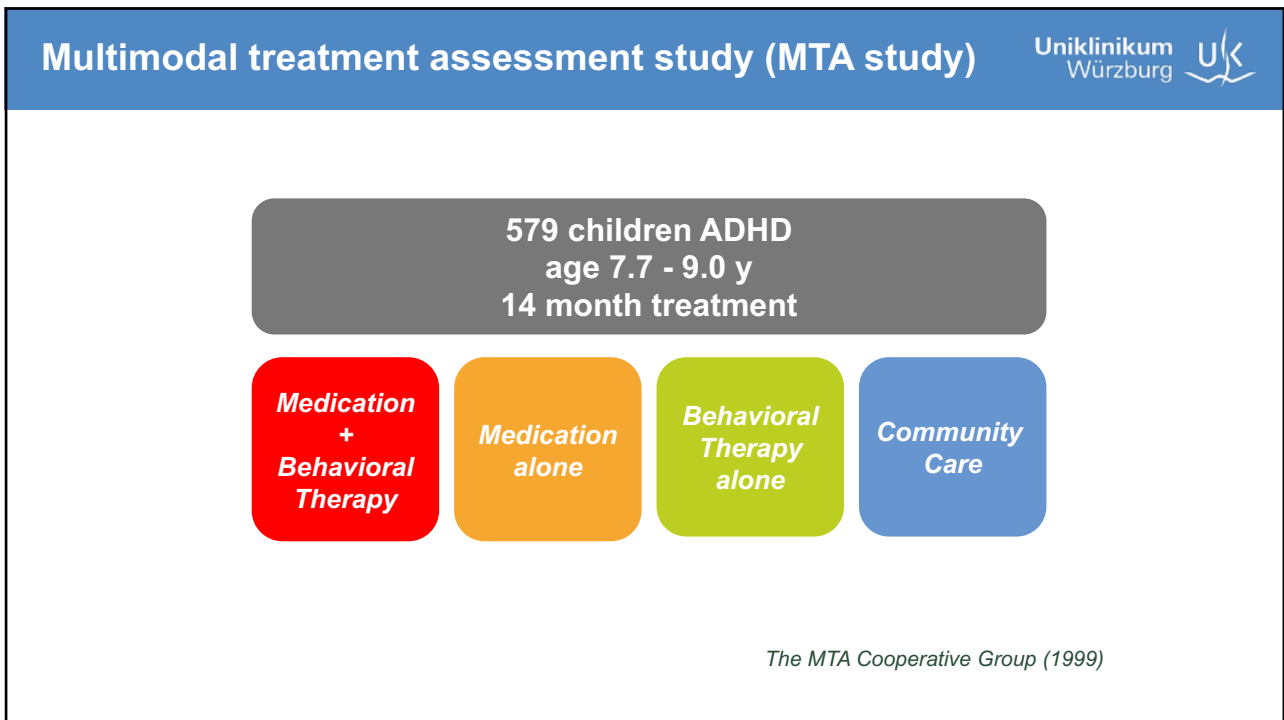 Multimodal treatment assessment study (MTA study)
Uniklinikum
Würzburg
UK
579 children ADHD
age 7.7 - 9.0 y
14 month treatment
Medication
+
Behavioral
Therapy
Medication
alone
Behavioral
Therapy
alone
Community
Care
The MTA Cooperative Group (1999)